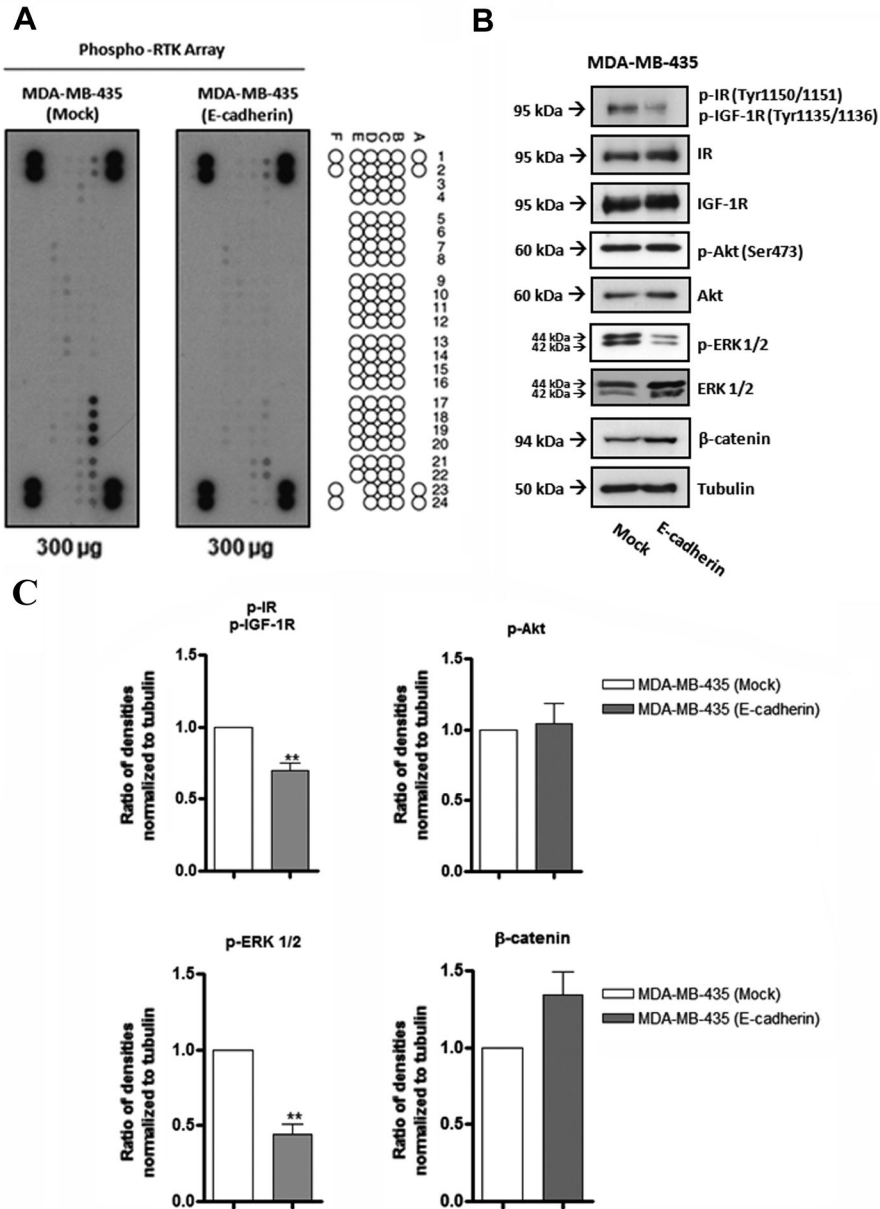 A
Phospho-RTK Array
MDA-MB-435
(Mock)
MDA-MB-435
(E-cadherin)
F E D C B A
1
2
3
4
5
6
7
8
9
10
11
12
13
14
15
16
17
18
19
20
21
22
23
24
300 µg
300 µg
B
MDA-MB-435
95 kDa → p-IR (Tyr1150/1151)
p-IGF-1R (Tyr1135/1136)
95 kDa → IR
95 kDa → IGF-1R
60 kDa → p-Akt (Ser473)
60 kDa → Akt
44 kDa →
42 kDa → p-ERK 1/2
44 kDa →
42 kDa → ERK 1/2
94 kDa → β-catenin
50 kDa → Tubulin
Mock
E-cadherin
C
p-IR
p-IGF-1R
Ratio of densities
normalized to tubulin
1.5
1.0
0.5
0.0
**
p-Akt
Ratio of densities
normalized to tubulin
1.5
1.0
0.5
0.0
MDA-MB-435 (Mock)
MDA-MB-435 (E-cadherin)
p-ERK 1/2
Ratio of densities
normalized to tubulin
1.5
1.0
0.5
0.0
**
β-catenin
Ratio of densities
normalized to tubulin
1.5
1.0
0.5
0.0
MDA-MB-435 (Mock)
MDA-MB-435 (E-cadherin)